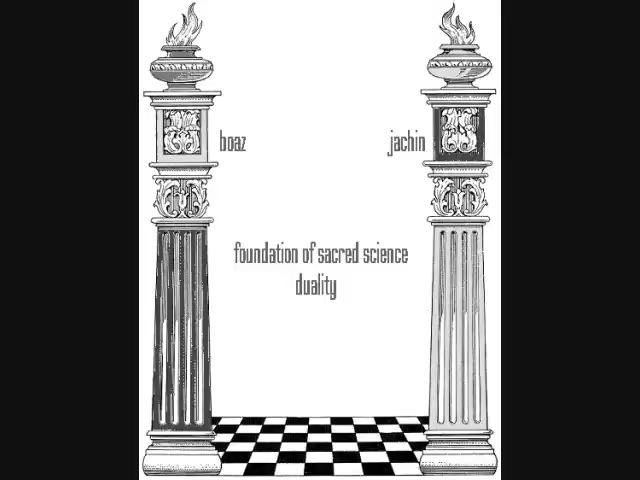 boaz
jachin
foundation of sacred science
duality